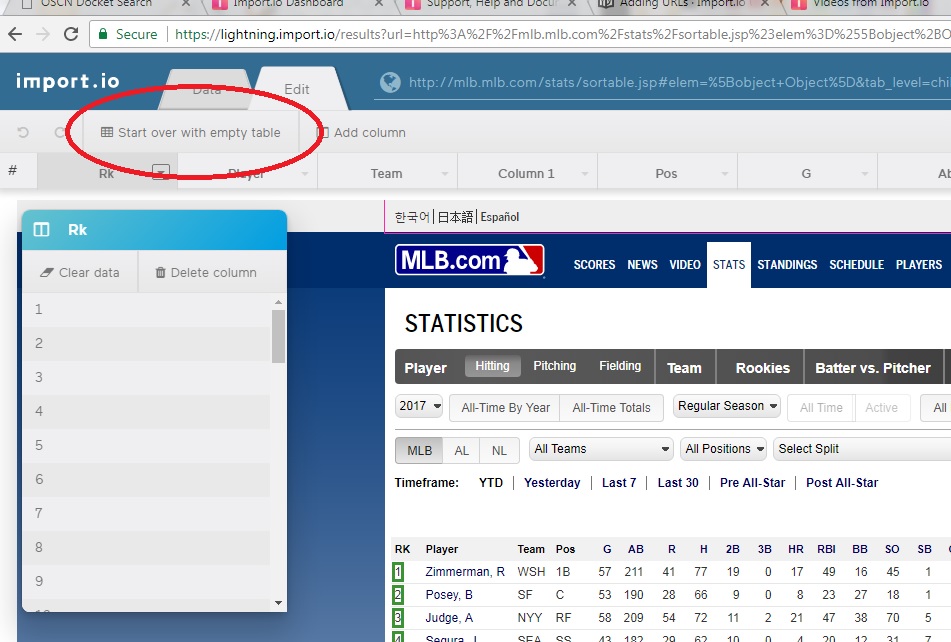 OSCN Docket Search
Import.io Dashboard
Support, Help and Docu
Adding URLs - Import.io
Videos from Import.io
Secure https://lightning.import.io/results?url=http%3A%2F%2Fmlb.mlb.com%2Fstats%2Fsortable.jsp%23elem%3D%255Bobject%2BO
import.io Data Edit http://mlb.mlb.com/stats/sortable.jsp#elem=%5Bobject+Object%5D&tab_level=chil
Start over with empty table Add column
# Rk Player Team Column 1 Pos G Ab
한국어 日本語 Español
Rk
MLB.com SCORES NEWS VIDEO STATS STANDINGS SCHEDULE PLAYERS
Clear data Delete column
1
2
3
4
5
6
7
8
9
10
STATISTICS
Player Hitting Pitching Fielding Team Rookies Batter vs. Pitcher
2017 All-Time By Year All-Time Totals Regular Season All Time Active All
MLB AL NL All Teams All Positions Select Split
Timeframe: YTD Yesterday Last 7 Last 30 Pre All-Star Post All-Star
RK Player Team Pos G AB R H 2B 3B HR RBI BB SO SB
1 Zimmerman, R WSH 1B 57 211 41 77 19 0 17 49 16 45 1
2 Posey, B SF C 53 190 28 66 9 0 8 23 27 18 1
3 Judge, A NYY RF 58 209 54 72 11 2 21 47 38 70 5
4 Segura, J SEA SS 43 182 29 62 10 0 4 20 12 31 7